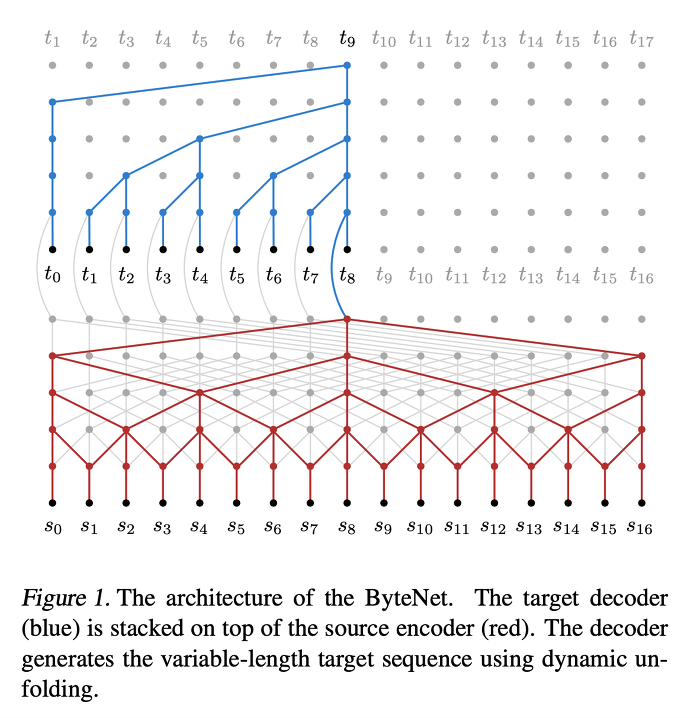 t1 t2 t3 t4 t5 t6 t7 t8 t9 t10 t11 t12 t13 t14 t15 t16 t17
t0 t1 t2 t3 t4 t5 t6 t7 t8 t9 t10 t11 t12 t13 t14 t15 t16
s0 s1 s2 s3 s4 s5 s6 s7 s8 s9 s10 s11 s12 s13 s14 s15 s16
Figure 1. The architecture of the ByteNet. The target decoder
(blue) is stacked on top of the source encoder (red). The decoder
generates the variable-length target sequence using dynamic un-
folding.